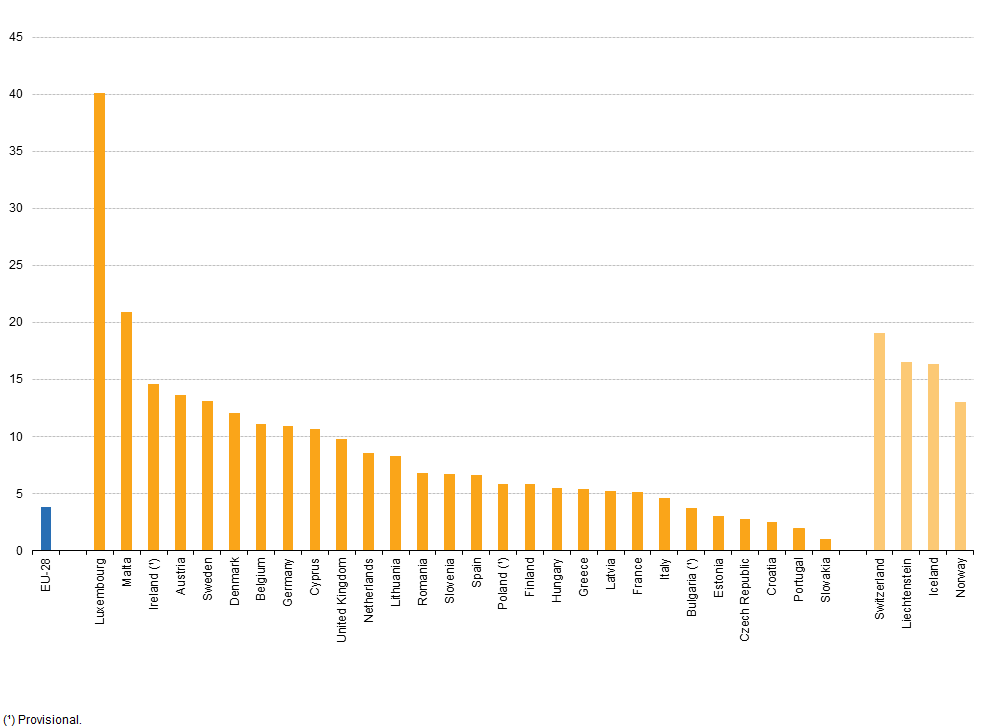 45
40
35
30
25
20
15
10
5
0
EU-28
Luxembourg
Malta
Ireland (¹)
Austria
Sweden
Denmark
Belgium
Germany
Cyprus
United Kingdom
Netherlands
Lithuania
Romania
Slovenia
Spain
Poland (¹)
Finland
Hungary
Greece
Latvia
France
Italy
Bulgaria (¹)
Estonia
Czech Republic
Croatia
Portugal
Slovakia
Switzerland
Liechtenstein
Iceland
Norway
(¹) Provisional.